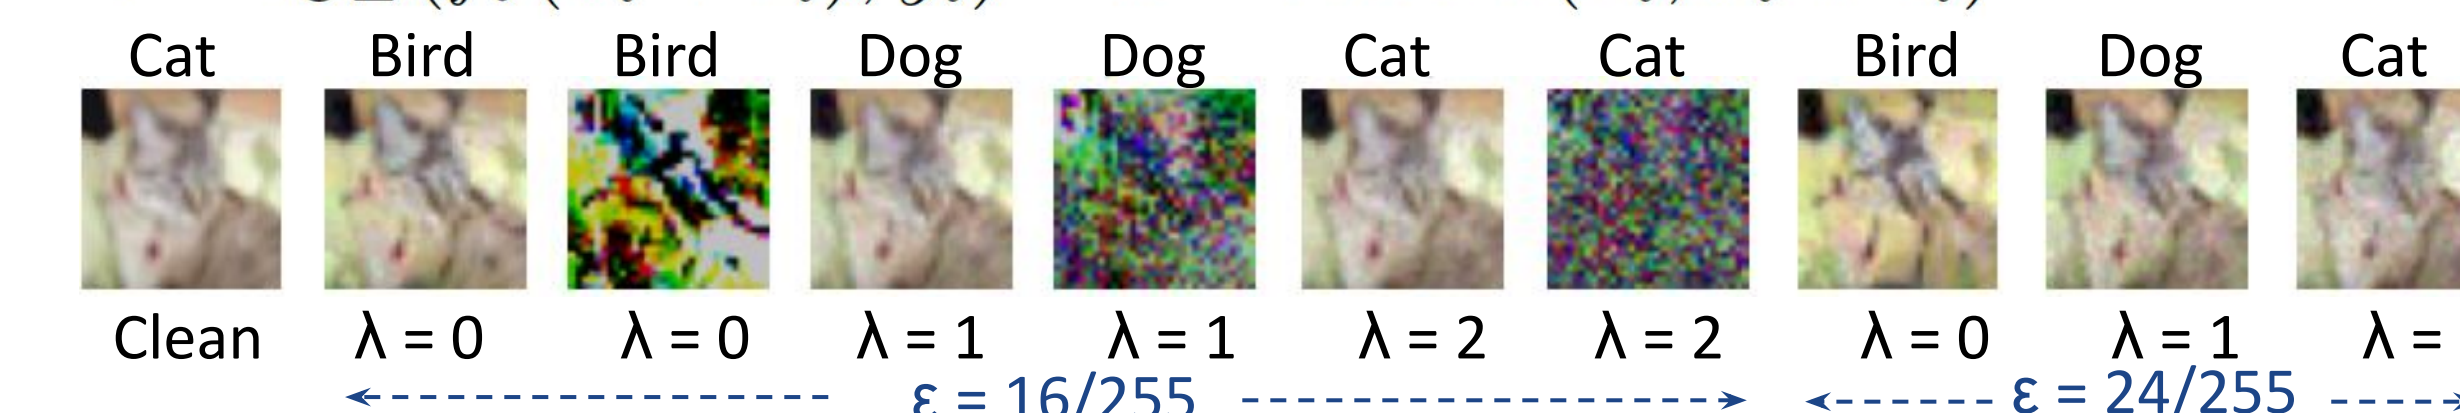 Cat Bird Bird Dog Dog Cat Cat Bird Dog Cat
Clean λ = 0 λ = 0 λ = 1 λ = 1 λ = 2 λ = 2 λ = 0 λ = 1 λ =
ε = 16/255 ε = 24/255